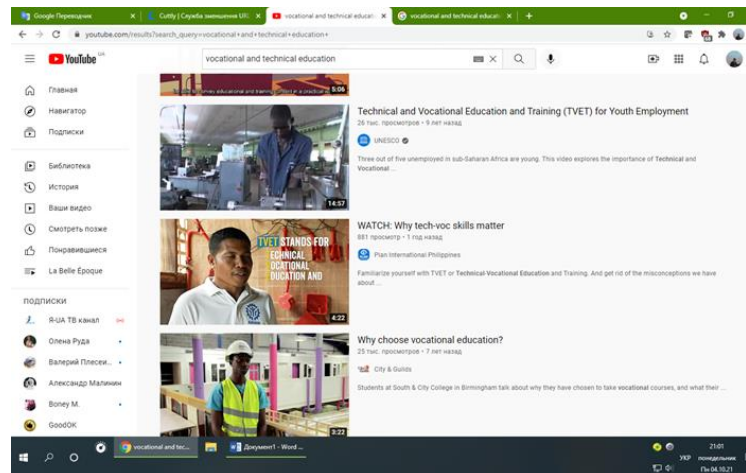 Google Переводчик
Cuttly | Служба зменшення URL
vocational and technical educati
vocational and technical educati
youtube.com/results?search_query=vocational+and+technical+education+
YouTube UA
vocational and technical education
Главная
Навигатор
Подписки
Библиотека
История
Ваши видео
Смотреть позже
Понравившиеся
La Belle Époque
ПОДПИСКИ
Я-UA ТВ канал
Олена Руда
Валерий Плесеи...
Александр Малинин
Boney M.
GoodOK
5:06
14:57
Technical and Vocational Education and Training (TVET) for Youth Employment
26 тыс. просмотров • 9 лет назад
UNESCO
Three out of five unemployed in sub-Saharan Africa are young. This video explores the importance of Technical and
Vocational ...
TVET STANDS FOR
ECHNICAL
OCATIONAL
DUCATION AND
4:22
WATCH: Why tech-voc skills matter
881 просмотр • 1 год назад
Plan International Philippines
Familiarize yourself with TVET or Technical Vocational Education and Training. And get rid of the misconceptions we have
about ...
3:22
Why choose vocational education?
25 тыс. просмотров • 7 лет назад
City & Guilds
Students at South & City College in Birmingham talk about why they have chosen to take vocational courses, and what their ...
vocational and tec...
Документ1 - Word ...
УКР
21:01
понедельник
Пн 04.10.21